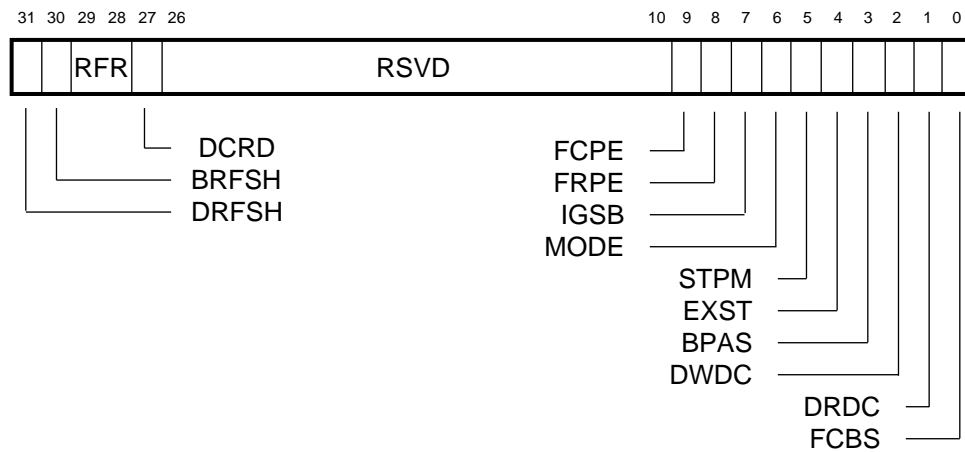 31 30 29 28 27 26 10 9 8 7 6 5 4 3 2 1 0
RFR RSVD
DCRD FCPE
BRFSH FRPE
DRFSH IGSB
MODE
STPM
EXST
BPAS
DWDC
DRDC
FCBS